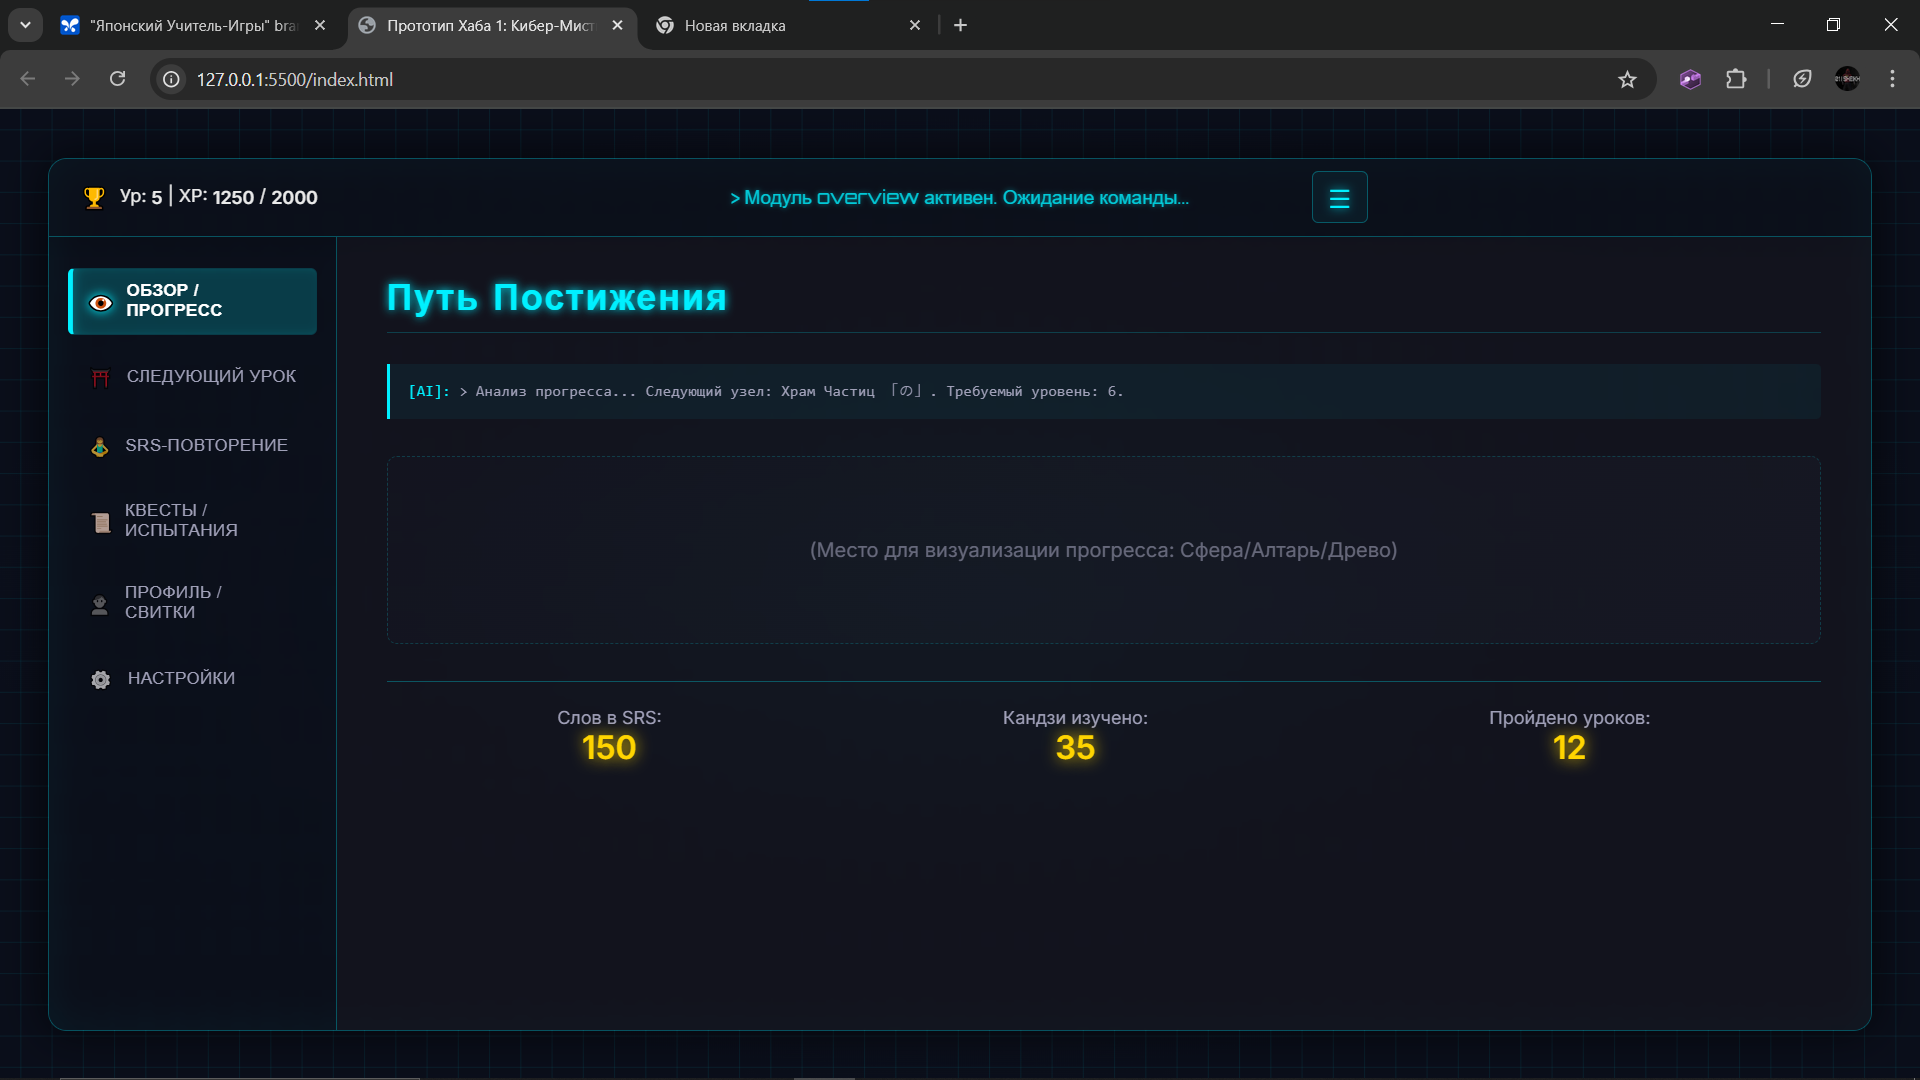 "Японский Учитель-Игры" bra
Прототип Хаба 1: Кибер-Мист
Новая вкладка
127.0.0.1:5500/index.html
Ур: 5 | XP: 1250 / 2000
> Модуль overview активен. Ожидание команды...
☰
ОБЗОР /
ПРОГРЕСС
СЛЕДУЮЩИЙ УРОК
SRS-ПОВТОРЕНИЕ
КВЕСТЫ /
ИСПЫТАНИЯ
ПРОФИЛЬ /
СВИТКИ
НАСТРОЙКИ
Путь Постижения
[AI]: > Анализ прогресса... Следующий узел: Храм Частиц 「の」. Требуемый уровень: 6.
(Место для визуализации прогресса: Сфера/Алтарь/Древо)
Слов в SRS:
150
Кандзи изучено:
35
Пройдено уроков:
12